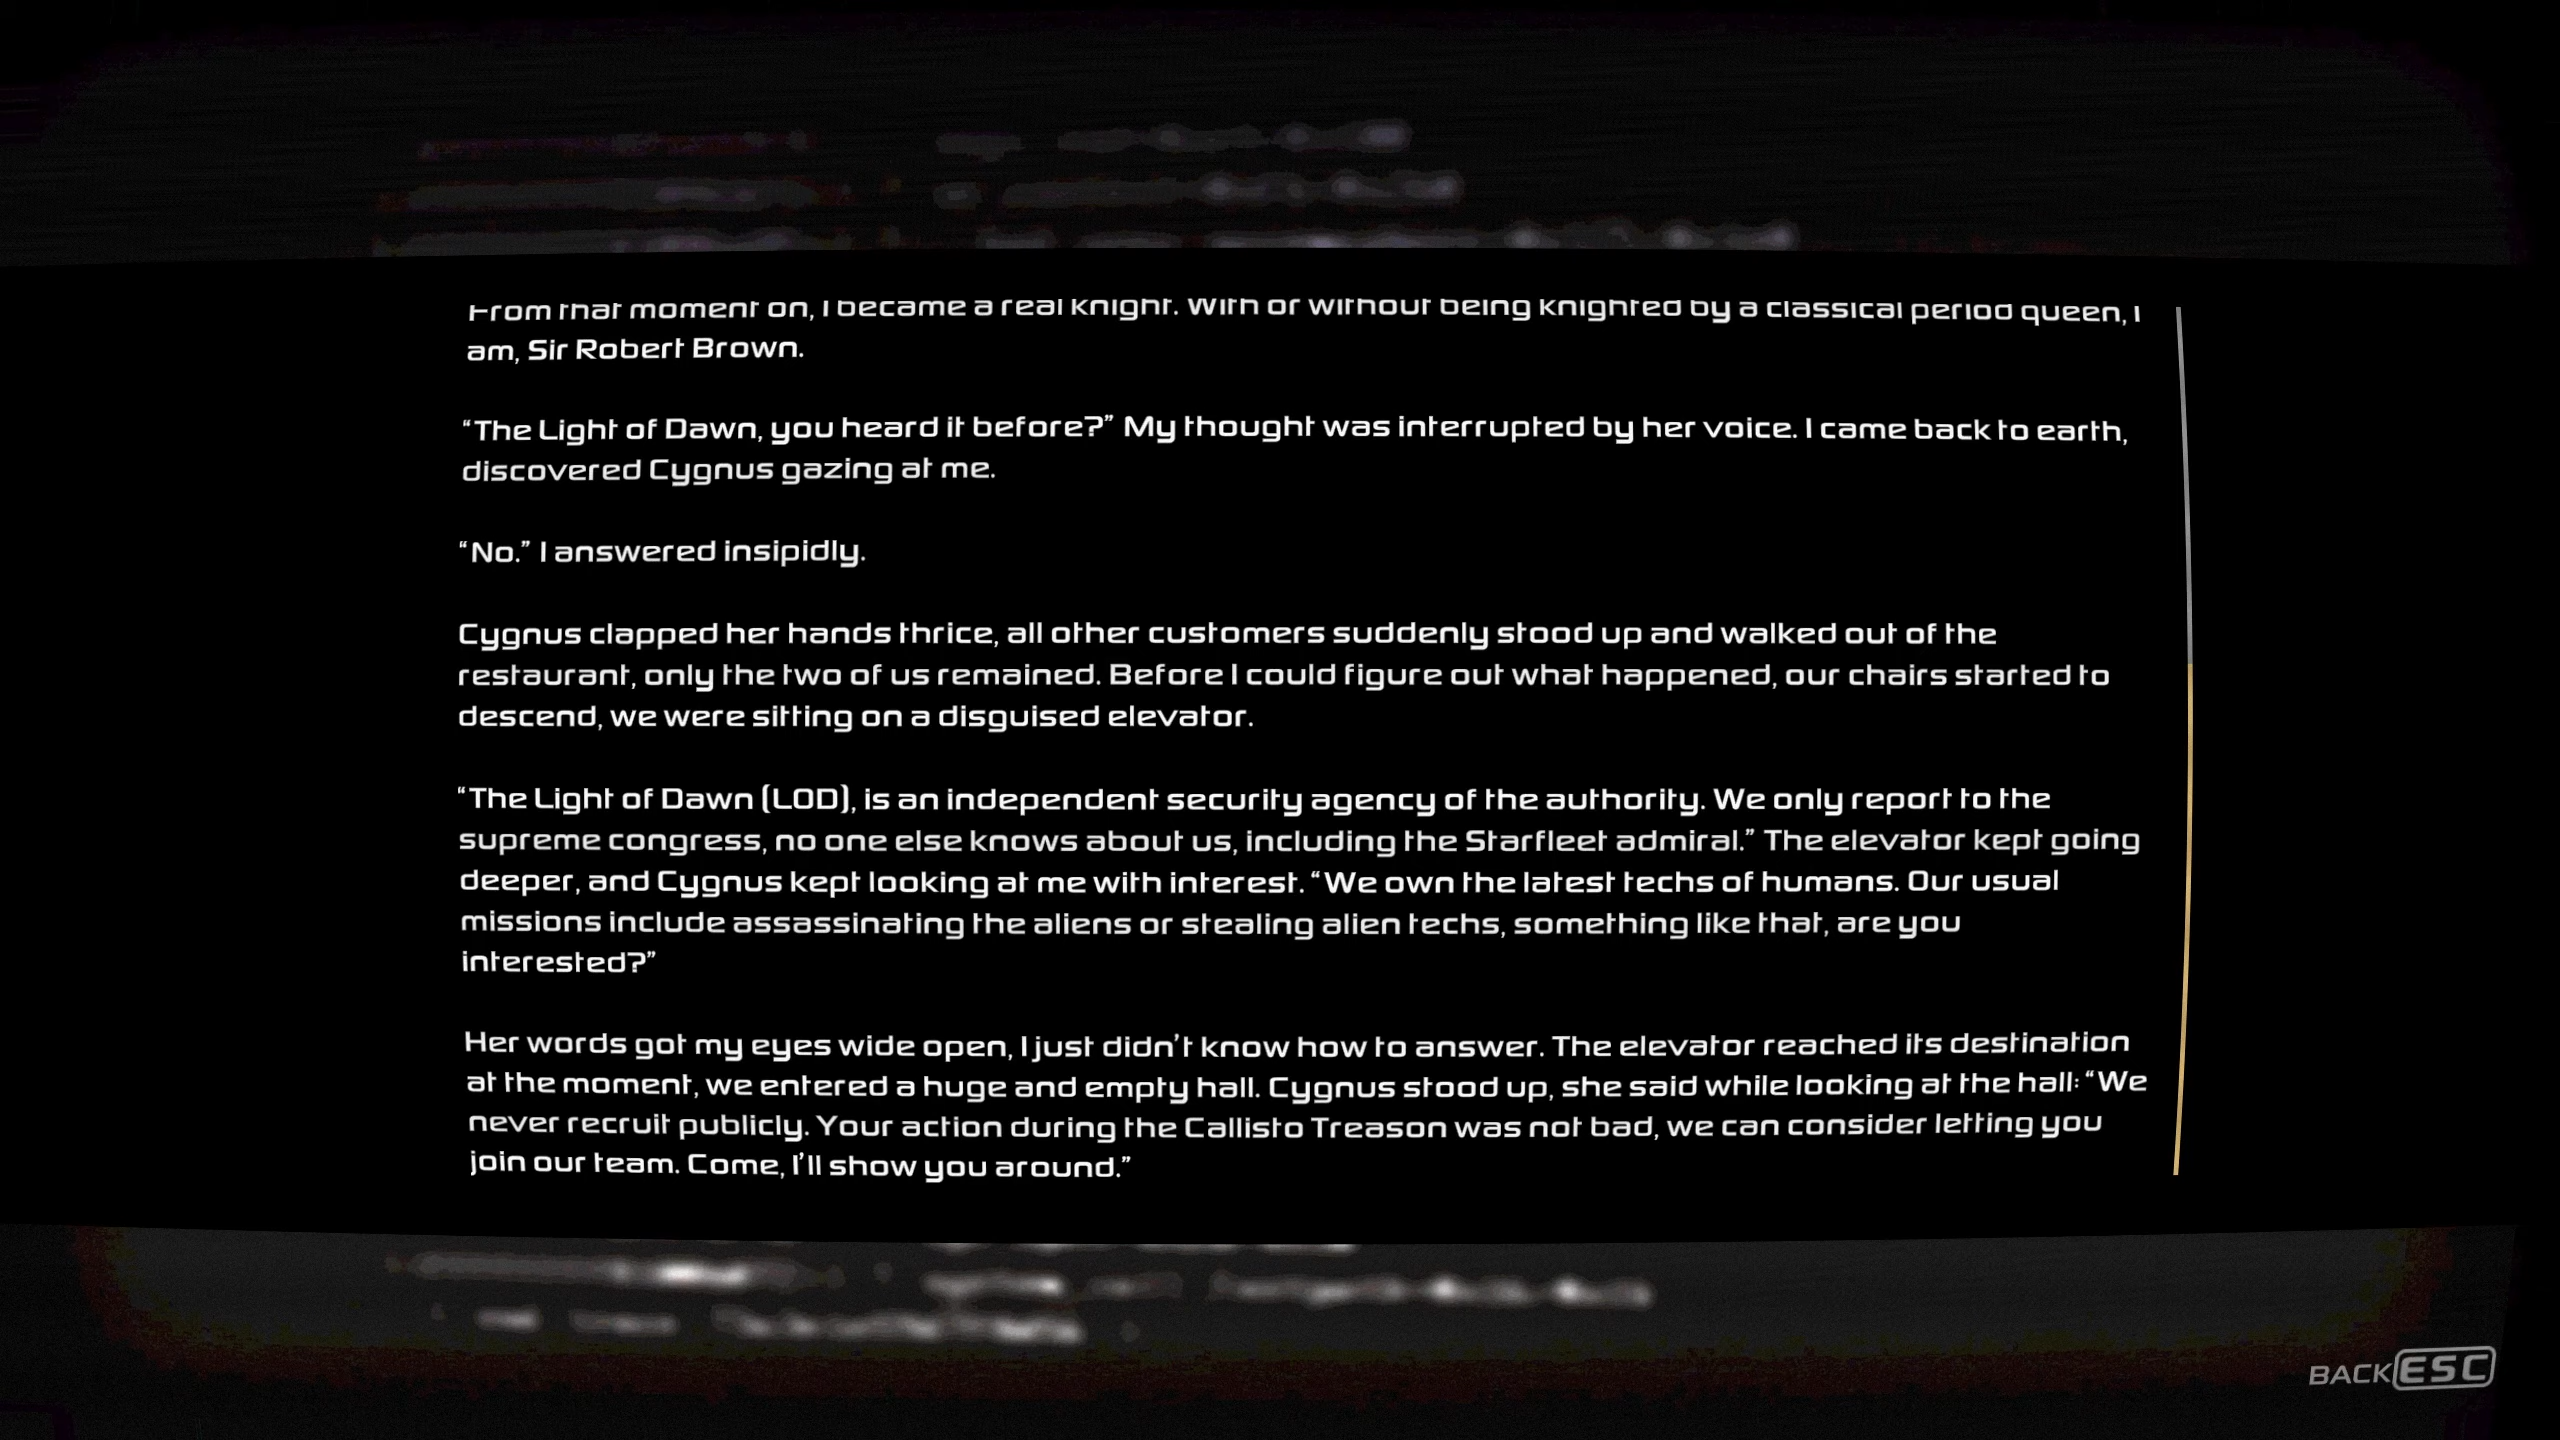 From that moment on, I became a real knight. With or without being knighted by a classical period queen, I
am, Sir Robert Brown.
“The Light of Dawn, you heard it before?” My thought was interrupted by her voice. I came back to earth,
discovered Cygnus gazing at me.
“No.” I answered insipidly.
Cygnus clapped her hands thrice, all other customers suddenly stood up and walked out of the
restaurant, only the two of us remained. Before I could figure out what happened, our chairs started to
descend, we were sitting on a disguised elevator.
“The Light of Dawn (LOD), is an independent security agency of the authority. We only report to the
supreme congress, no one else knows about us, including the Starfleet admiral.” The elevator kept going
deeper, and Cygnus kept looking at me with interest. “We own the latest techs of humans. Our usual
missions include assassinating the aliens or stealing alien techs, something like that, are you
interested?”
Her words got my eyes wide open, I just didn’t know how to answer. The elevator reached its destination
at the moment, we entered a huge and empty hall. Cygnus stood up, she said while looking at the hall: “We
never recruit publicly. Your action during the Callisto Treason was not bad, we can consider letting you
join our team. Come, I’ll show you around.”
BACK ESC